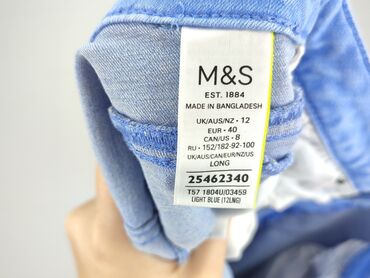 M&S
EST. 1884
MADE IN BANGLADESH
UK/AUS/NZ • 12
EUR • 40
CAN/US • 8
RU • 152/182-92-100
UK/AUS/CAN/EUR/NZ/US
LONG
25462340
T57 1804U/03459
LIGHT BLUE (12LNG)